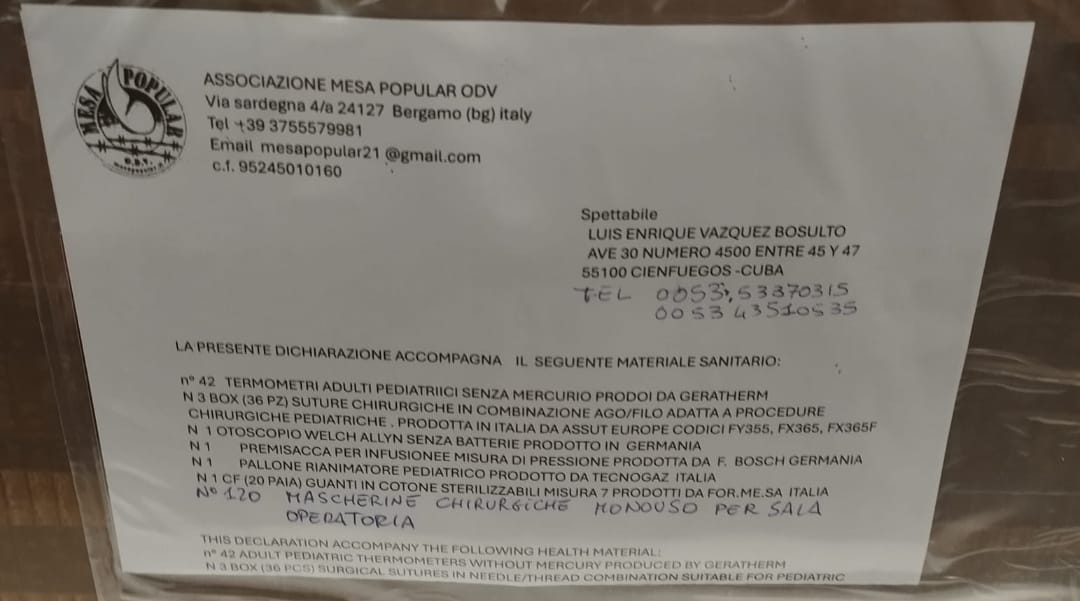 MESA POPULAR
O.D.V.
ASSOCIAZIONE MESA POPULAR ODV
Via sardegna 4/a 24127 Bergamo (bg) italy
Tel +39 3755579981
Email mesapopular21 @gmail.com
c.f. 95245010160
Spettabile
LUIS ENRIQUE VAZQUEZ BOSULTO
AVE 30 NUMERO 4500 ENTRE 45 Y 47
55100 CIENFUEGOS -CUBA
TEL 0053, 53370315
0053 43510535
LA PRESENTE DICHIARAZIONE ACCOMPAGNA IL SEGUENTE MATERIALE SANITARIO:
n° 42 TERMOMETRI ADULTI PEDIATRIICI SENZA MERCURIO PRODOI DA GERATHERM
N 3 BOX (36 PZ) SUTURE CHIRURGICHE IN COMBINAZIONE AGO/FILO ADATTA A PROCEDURE
CHIRURGICHE PEDIATRICHE . PRODOTTA IN ITALIA DA ASSUT EUROPE CODICI FY355, FX365, FX365F
N 1 OTOSCOPIO WELCH ALLYN SENZA BATTERIE PRODOTTO IN GERMANIA
N 1 PREMISACCA PER INFUSIONEE MISURA DI PRESSIONE PRODOTTA DA F. BOSCH GERMANIA
N 1 PALLONE RIANIMATORE PEDIATRICO PRODOTTO DA TECNOGAZ ITALIA
N 1 CF (20 PAIA) GUANTI IN COTONE STERILIZZABILI MISURA 7 PRODOTTI DA FOR.ME.SA ITALIA
N° 120 MASCHERINE CHIRURGICHE MONOUSO PER SALA
OPERATORIA
THIS DECLARATION ACCOMPANY THE FOLLOWING HEALTH MATERIAL:
n° 42 ADULT PEDIATRIC THERMOMETERS WITHOUT MERCURY PRODUCED BY GERATHERM
N 3 BOX (36 PCS) SURGICAL SUTURES IN NEEDLE/THREAD COMBINATION SUITABLE FOR PEDIATRIC